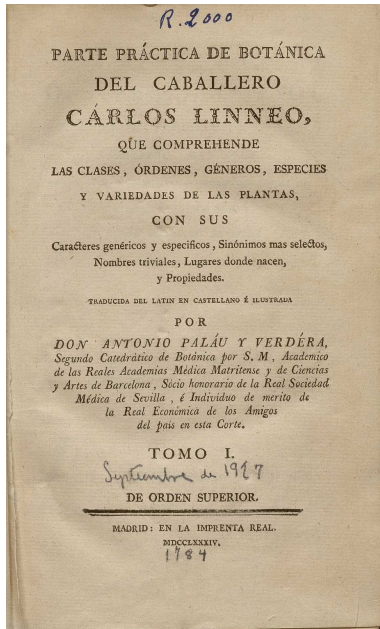 R. 2000
PARTE PRÁCTICA DE BOTÁNICA
DEL CABALLERO
CÁRLOS LINNEO,
QUE COMPREHENDE
LAS CLASES, ÓRDENES, GÉNEROS, ESPECIES
Y VARIEDADES DE LAS PLANTAS,
CON SUS
Caractéres genéricos y especificos, Sinónimos mas selectos,
Nombres triviales, Lugares donde nacen,
y Propiedades.
TRADUCIDA DEL LATIN EN CASTELLANO É ILUSTRADA
POR
DON ANTONIO PALÁU Y VERDÉRA,
Segundo Catedrático de Botánica por S. M, Academico
de las Reales Academias Médica Matritense y de Ciencias
y Artes de Barcelona, Sócio honorario de la Real Sociedad
Médica de Sevilla, é Individuo de merito de
la Real Económica de los Amigos
del pais en esta Corte.
TOMO I.
Septiembre de 1927
DE ORDEN SUPERIOR.
MADRID: EN LA IMPRENTA REAL.
MDCCLXXXIV.
1784